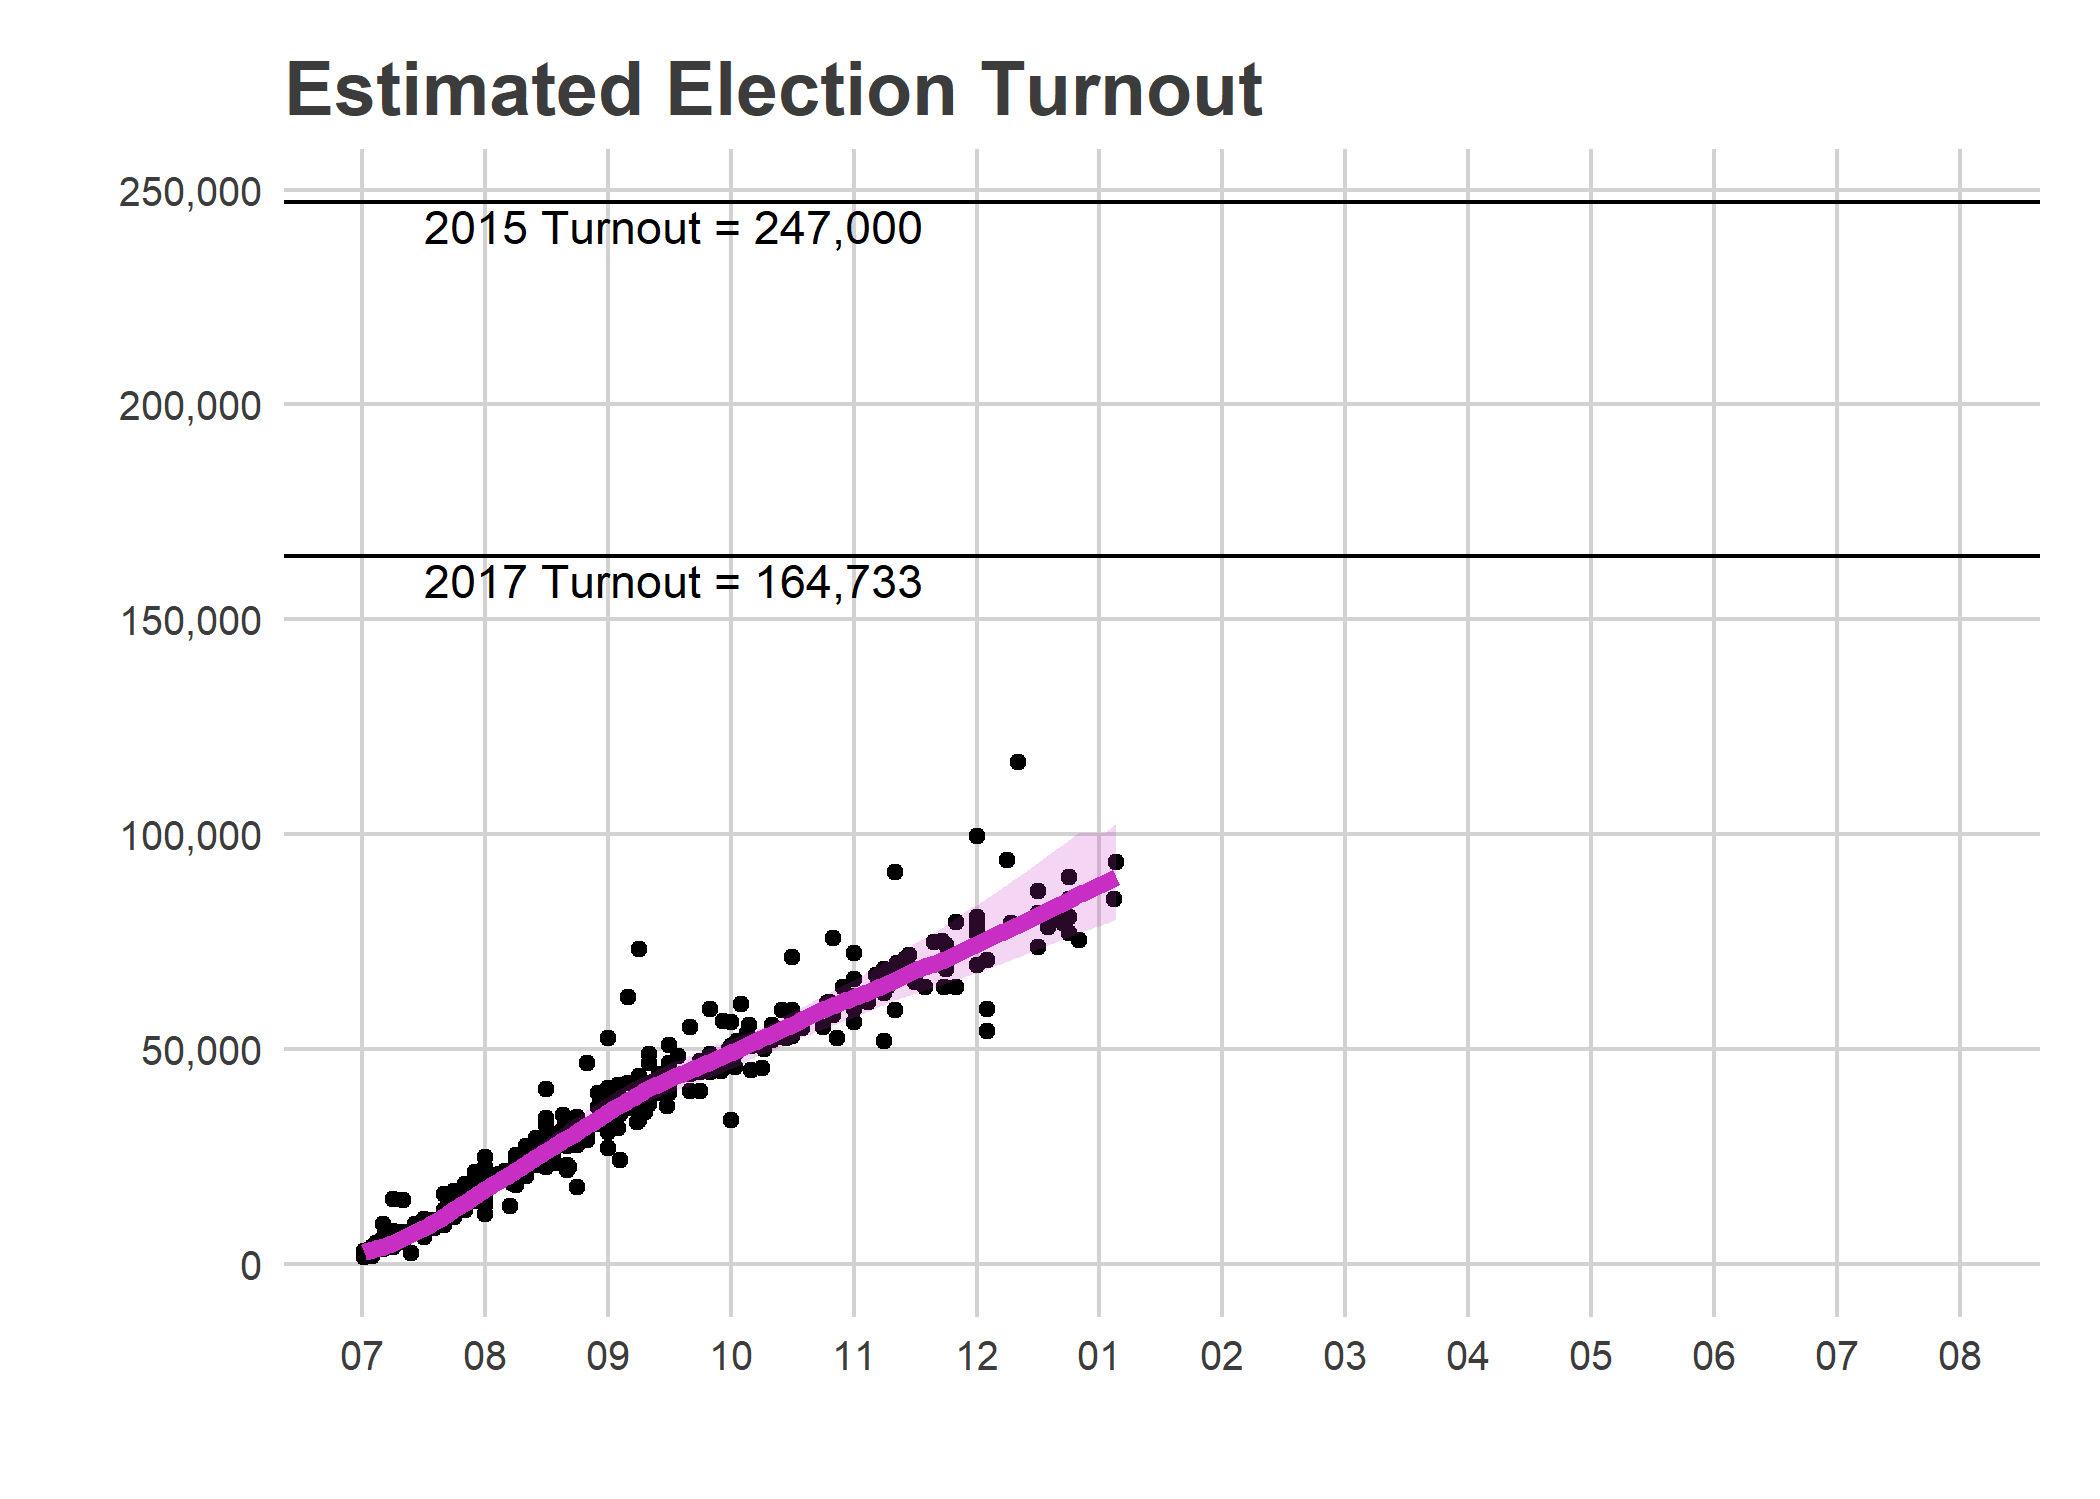 Estimated Election Turnout
250,000
2015 Turnout = 247,000
200,000
2017 Turnout = 164,733
150,000
100,000
50,000
0
07 08 09 10 11 12 01 02 03 04 05 06 07 08